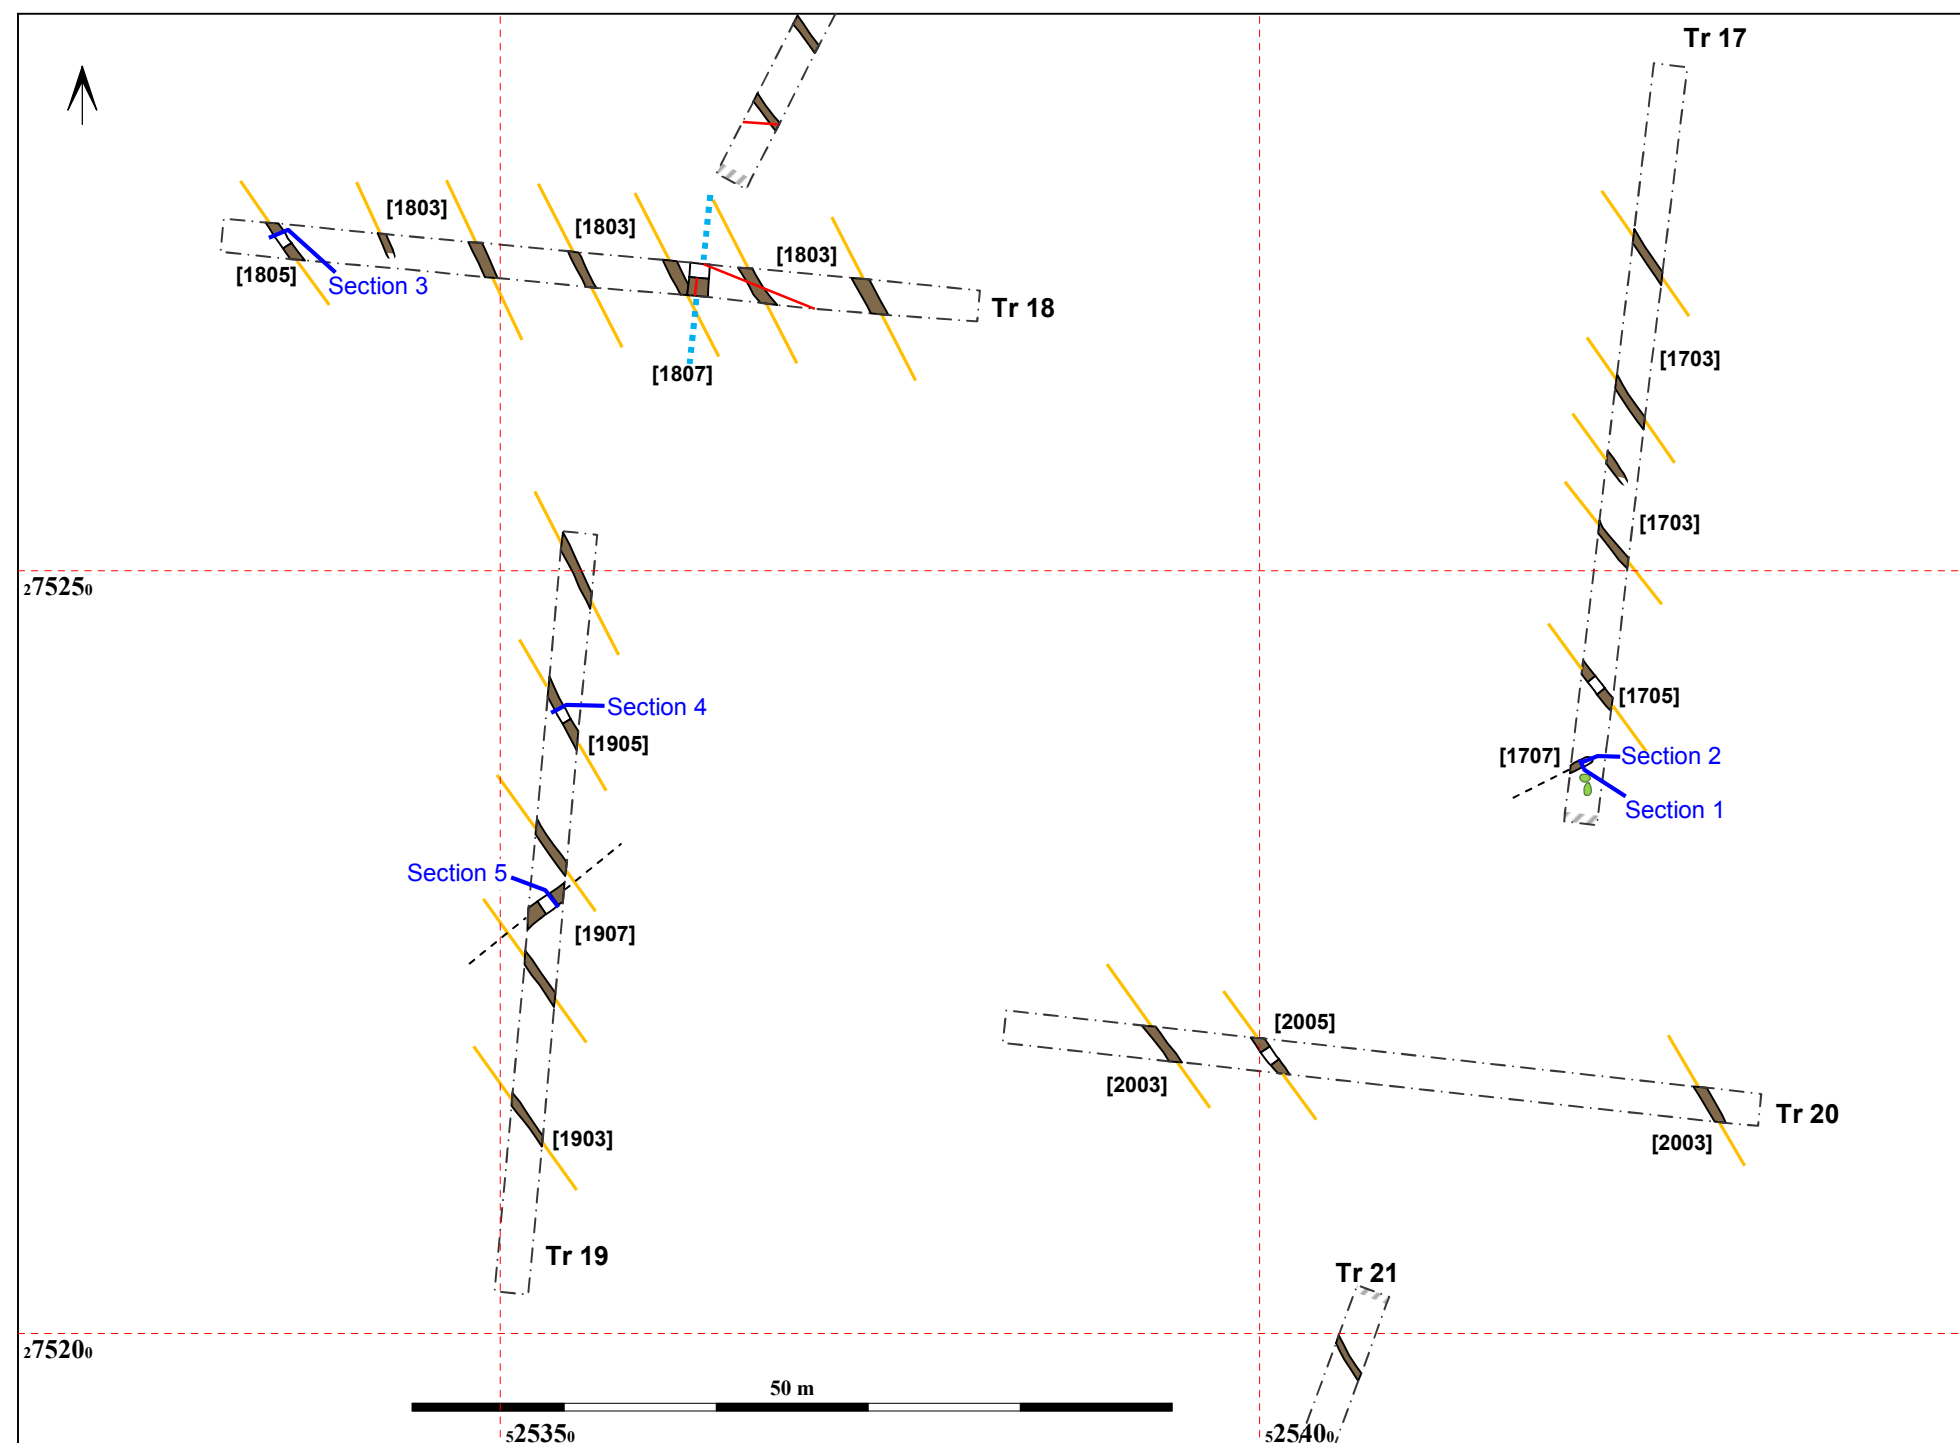 Tr 17
[1803]
[1803]
[1803]
[1805]
Section 3
Tr 18
[1703]
[1807]
[1703]
275250
[1705]
Section 4
[1905]
[1707]
Section 2
Section 1
Section 5
[1907]
[2005]
[2003]
Tr 20
[1903]
[2003]
Tr 19
Tr 21
275200
50 m
525350
525400